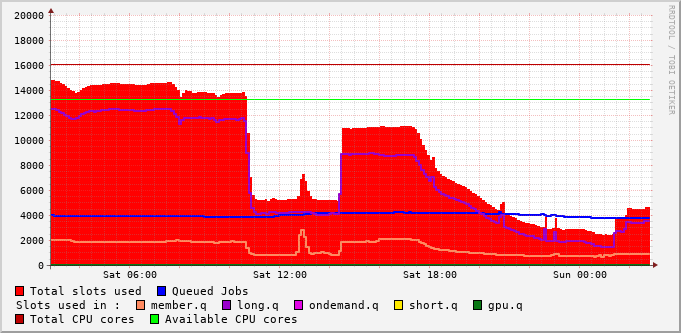 RRDTOOL / TOBI OETIKER
20000
18000
16000
14000
12000
10000
8000
6000
4000
2000
0
Sat 06:00 Sat 12:00 Sat 18:00 Sun 00:00
Total slots used Queued Jobs
Slots used in : member.q long.q ondemand.q short.q gpu.q
Total CPU cores Available CPU cores